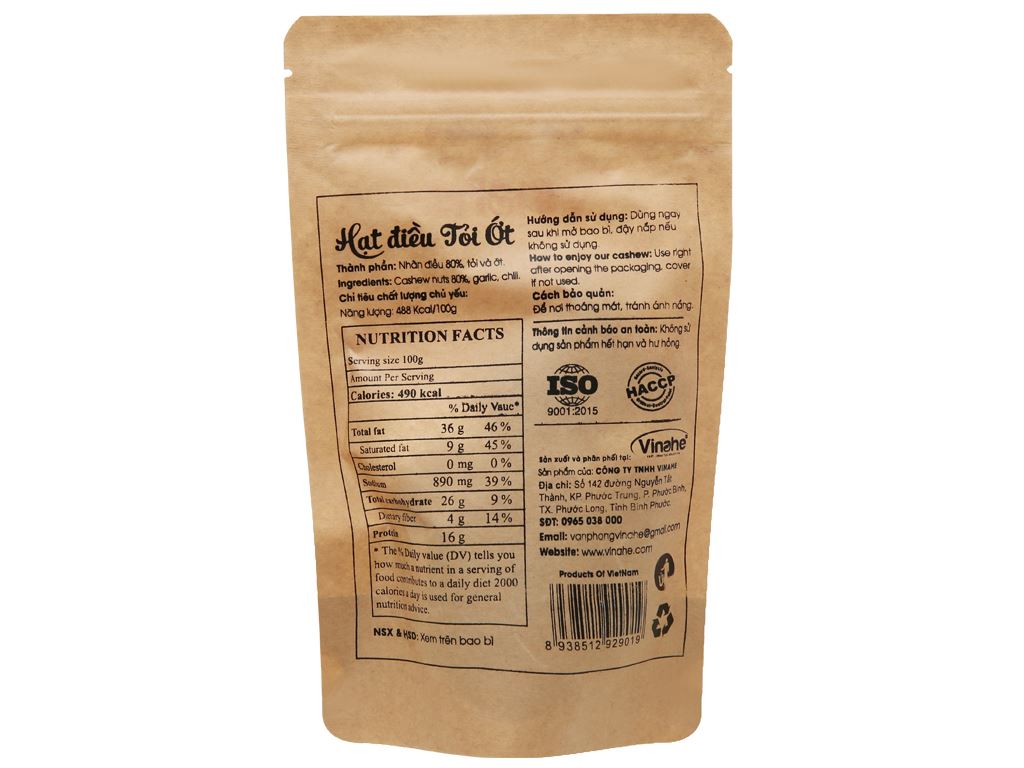 Hạt điều Tỏi Ớt
Thành phần: Nhân điều 80%, tỏi và ớt.
Ingredients: Cashew nuts 80%, garlic, chili.
Chỉ tiêu chất lượng chủ yếu:
Năng lượng: 488 Kcal/100g
NUTRITION FACTS
Serving size 100g
Amount Per Serving
Calories: 490 kcal
% Daily Vaue*
Total fat 36 g 46 %
Saturated fat 9 g 45 %
Cholesterol 0 mg 0 %
Sodium 890 mg 39 %
Total carbohydrate 26 g 9 %
Dietary fiber 4 g 14 %
Protein 16 g
* The % Daily value (DV) tells you
how much a nutrient in a serving of
food contributes to a daily diet 2000
calories a day is used for general
nutrition advice.
NSX & HSD: Xem trên bao bì
Hướng dẫn sử dụng: Dùng ngay
sau khi mở bao bì, đậy nắp nếu
không sử dụng.
How to enjoy our cashew: Use right
after opening the packaging, cover
if not used.
Cách bảo quản:
Để nơi thoáng mát, tránh ánh nắng.
Thông tin cảnh báo an toàn: Không sử
dụng sản phẩm hết hạn và hư hỏng
ISO
9001:2015
HACCP
Vinahe
Sản xuất và phân phối tại:
Sản phẩm của: CÔNG TY TNHH VINAHE
Địa chỉ: Số 142 đường Nguyễn Tất
Thành, KP. Phước Trung, P. Phước Bình,
TX. Phước Long, Tỉnh Bình Phước.
SĐT: 0965 038 000
Email: vanphongvinahe@gmail.com
Website: www.vinahe.com
Products Of VietNam
8 938512 929019